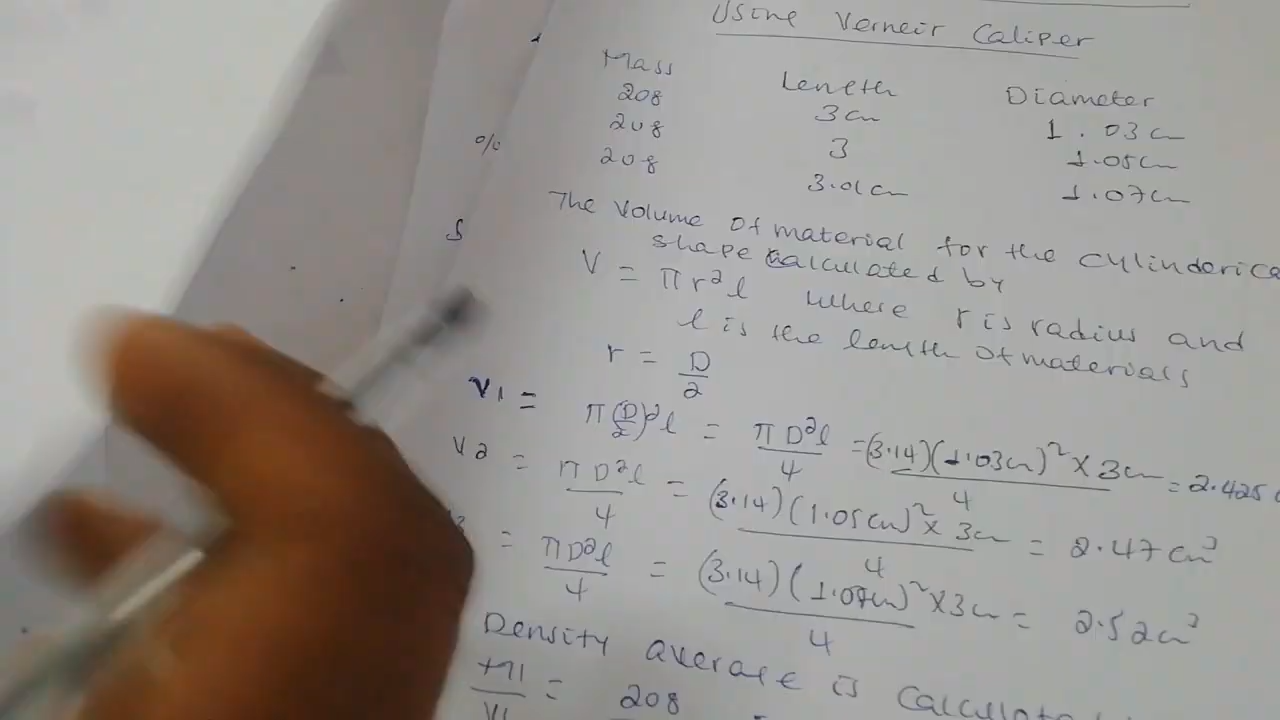 Using Verneir Caliper
Mass Length Diameter
20g 3cm 1.03cm
20g 3 1.05cm
20g 3.01cm 1.07cm
%
S
The Volume Of material for the cylinderica
shape Calculated by
V = πr²l where r is radius and
l is the length Of materials
r = D/2
V1 = π(D/2)²l = πD²l/4 = (3.14)(1.03cm)² × 3cm/4 = 2.425
V2 = πD²l/4 = (3.14)(1.05cm)² × 3cm/4 = 2.47cm³
= πD²l/4 = (3.14)(1.07cm)² × 3cm/4 = 2.52cm³
Density average is Calculate
M1/V1 = 20g